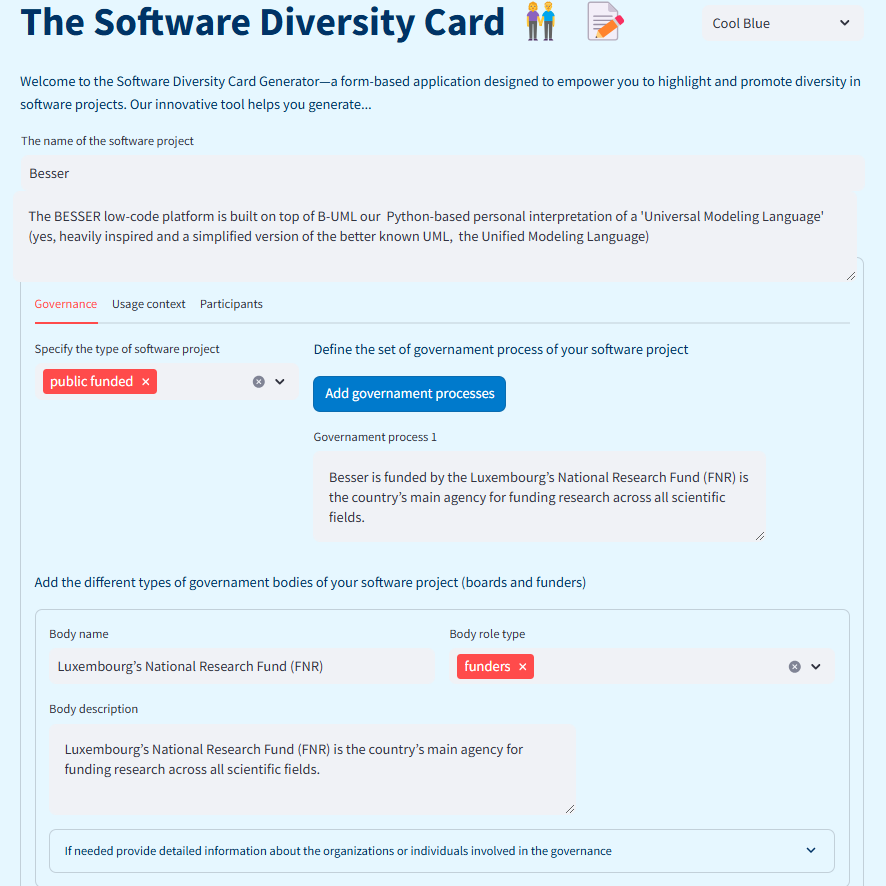 The Software Diversity Card
Cool Blue
Welcome to the Software Diversity Card Generator—a form-based application designed to empower you to highlight and promote diversity in
software projects. Our innovative tool helps you generate...
The name of the software project
Besser
The BESSER low-code platform is built on top of B-UML our  Python-based personal interpretation of a 'Universal Modeling Language'
(yes, heavily inspired and a simplified version of the better known UML,  the Unified Modeling Language)
Governance
Usage context
Participants
Specify the type of software project
Define the set of governament process of your software project
public funded
Add governament processes
Governament process 1
Besser is funded by the Luxembourg’s National Research Fund (FNR) is
the country’s main agency for funding research across all scientific
fields.
Add the different types of governament bodies of your software project (boards and funders)
Body name
Body role type
Luxembourg’s National Research Fund (FNR)
funders
Body description
Luxembourg’s National Research Fund (FNR) is the country’s main agency for
funding research across all scientific fields.
If needed provide detailed information about the organizations or individuals involved in the governance